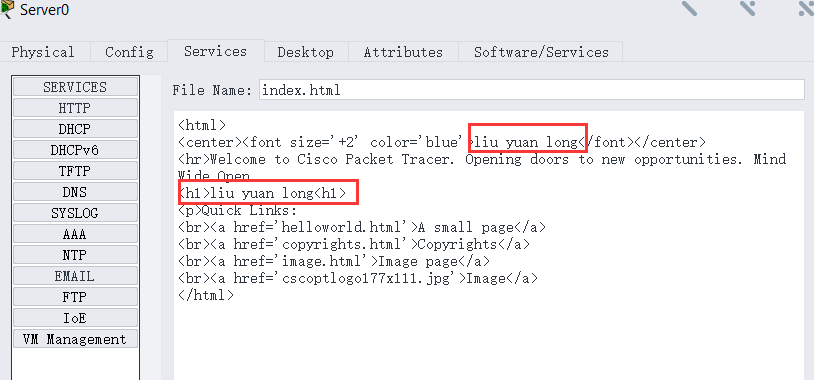 Server0
Physical Config Services Desktop Attributes Software/Services
SERVICES
HTTP
DHCP
DHCPv6
TFTP
DNS
SYSLOG
AAA
NTP
EMAIL
FTP
IoE
VM Management
File Name: index.html
<html>
<center><font size='+2' color='blue'>liu yuan long</font></center>
<hr>Welcome to Cisco Packet Tracer. Opening doors to new opportunities. Mind
Wide Open.
<h1>liu yuan long<h1>
<p>Quick Links:
<br><a href='helloworld.html'>A small page</a>
<br><a href='copyrights.html'>Copyrights</a>
<br><a href='image.html'>Image page</a>
<br><a href='cscoptlogo177x111.jpg'>Image</a>
</html>